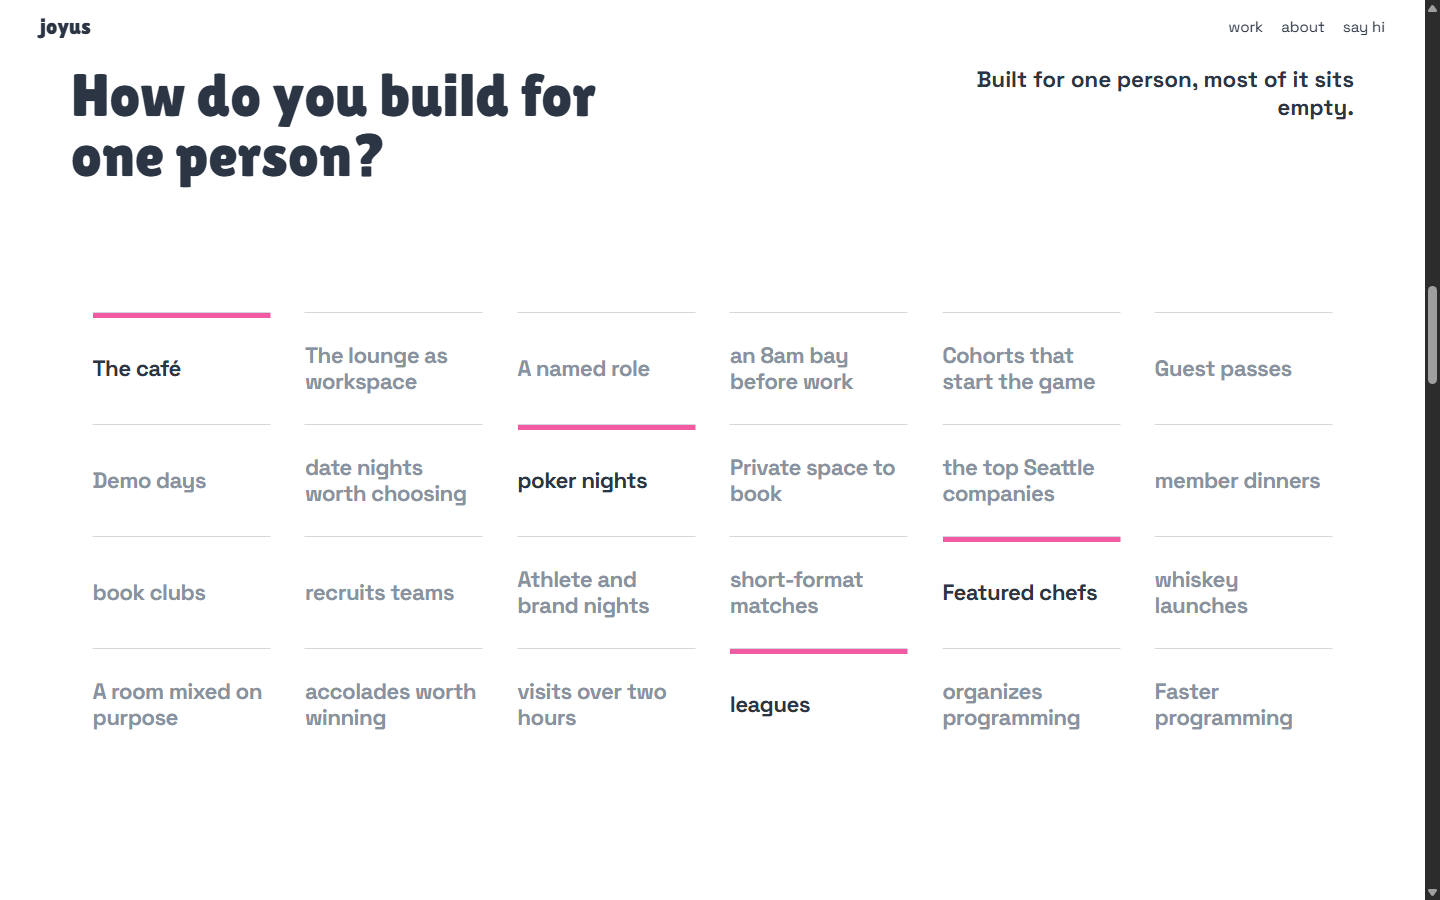 joyus
work about say hi
How do you build for
one person?
Built for one person, most of it sits
empty.
The café
The lounge as
workspace
A named role
an 8am bay
before work
Cohorts that
start the game
Guest passes
Demo days
date nights
worth choosing
poker nights
Private space to
book
the top Seattle
companies
member dinners
book clubs
recruits teams
Athlete and
brand nights
short-format
matches
Featured chefs
whiskey
launches
A room mixed on
purpose
accolades worth
winning
visits over two
hours
leagues
organizes
programming
Faster
programming